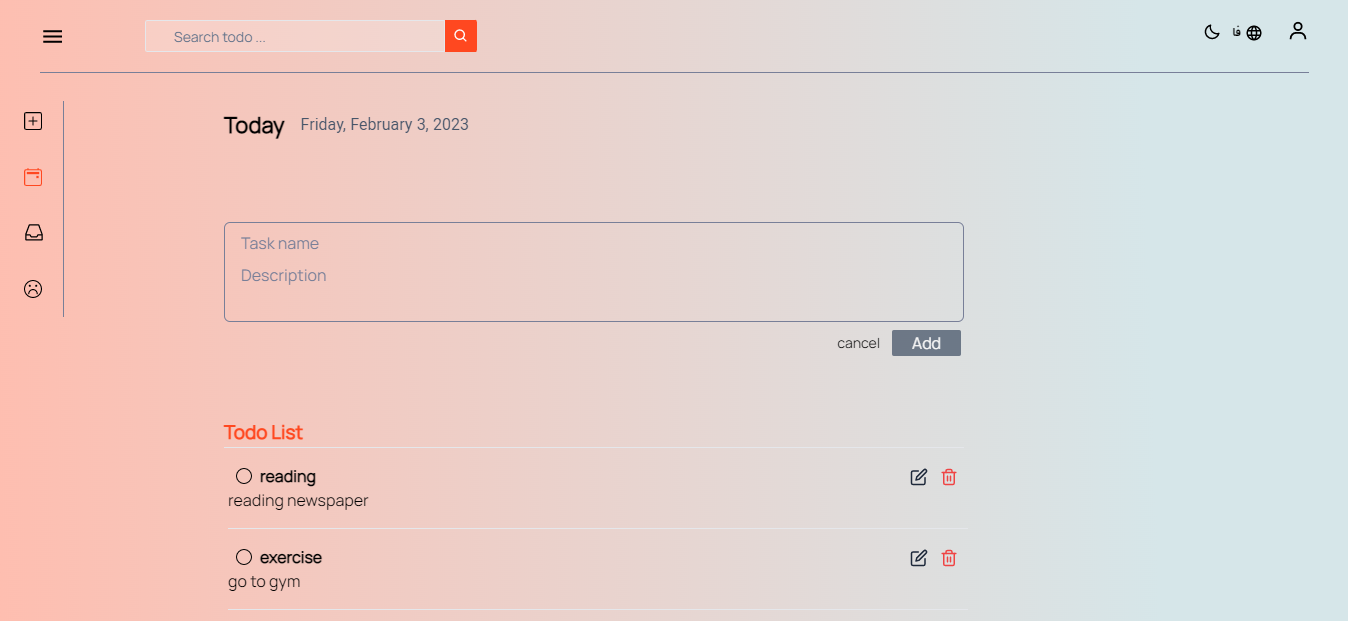 Search todo ...
فا
Today Friday, February 3, 2023
Task name
Description
cancel Add
Todo List
reading
reading newspaper
exercise
go to gym